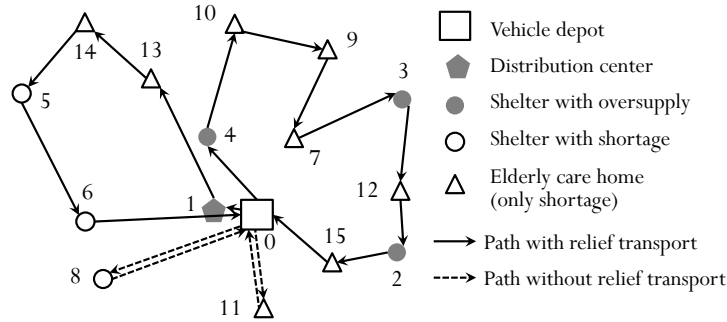 10
9
14
13
3
5
4
7
12
6
1
0
15
8
2
11
Vehicle depot
Distribution center
Shelter with oversupply
Shelter with shortage
Elderly care home
(only shortage)
Path with relief transport
Path without relief transport